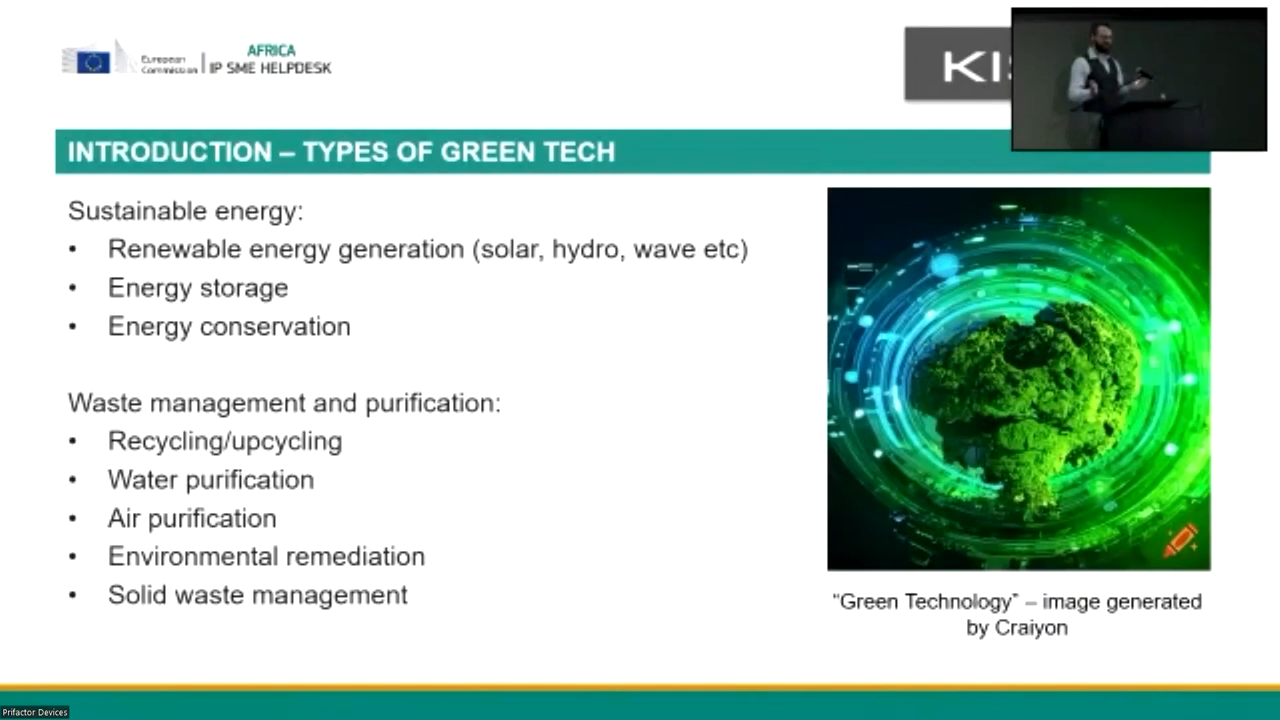 European
Commission
AFRICA
IP SME HELPDESK
INTRODUCTION – TYPES OF GREEN TECH
Sustainable energy:
• Renewable energy generation (solar, hydro, wave etc)
• Energy storage
• Energy conservation
Waste management and purification:
• Recycling/upcycling
• Water purification
• Air purification
• Environmental remediation
• Solid waste management
“Green Technology” – image generated
by Craiyon
Prifactor Devices